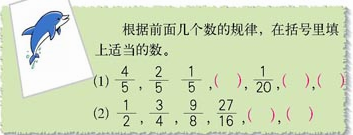 根据前面几个数的规律，在括号里填
上适当的数。
(1) 4/5，2/5，1/5，( )，1/20，( )，( )
(2) 1/2，3/4，9/8，27/16，( )，( )